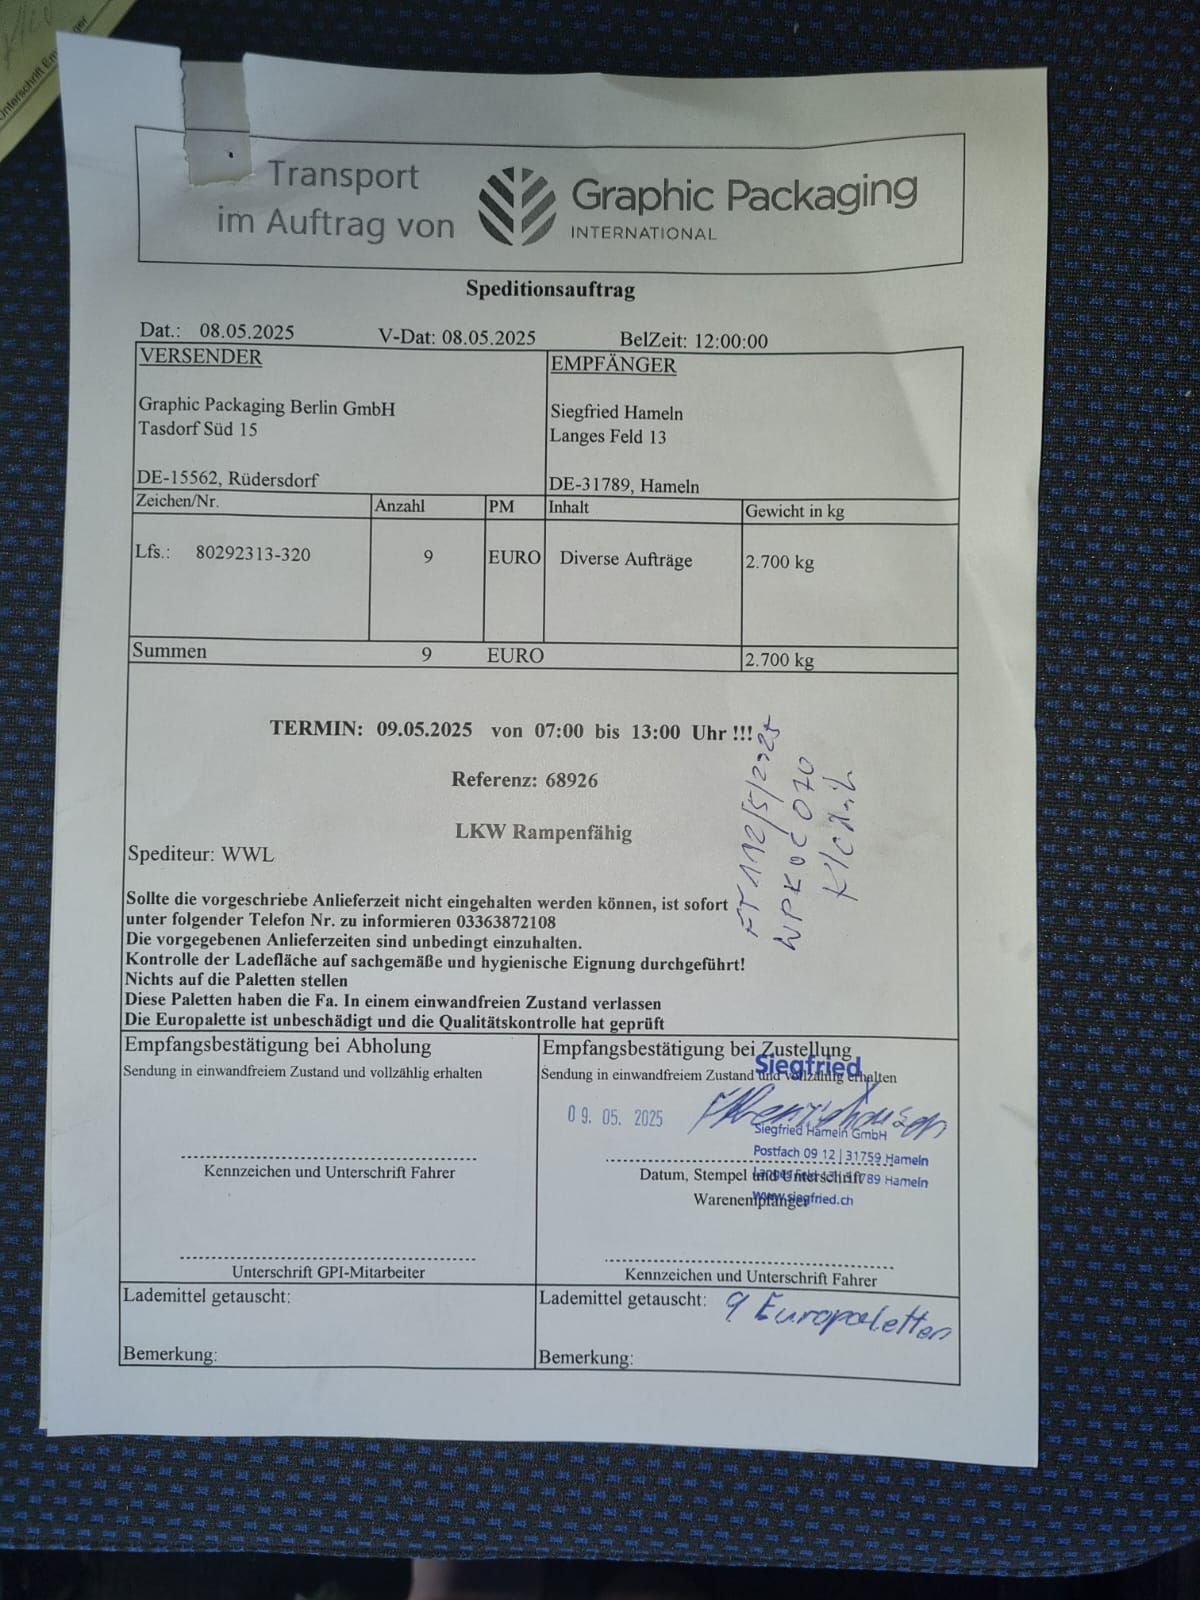 Unterschrift Em
Transport
im Auftrag von
Graphic Packaging
INTERNATIONAL
Speditionsauftrag
Dat.: 08.05.2025 V-Dat: 08.05.2025 BelZeit: 12:00:00
VERSENDER
Graphic Packaging Berlin GmbH
Tasdorf Süd 15
DE-15562, Rüdersdorf
EMPFÄNGER
Siegfried Hameln
Langes Feld 13
DE-31789, Hameln
Zeichen/Nr. Anzahl PM Inhalt Gewicht in kg
Lfs.: 80292313-320 9 EURO Diverse Aufträge 2.700 kg
Summen 9 EURO 2.700 kg
TERMIN: 09.05.2025 von 07:00 bis 13:00 Uhr !!!
Referenz: 68926
LKW Rampenfähig
Spediteur: WWL
Sollte die vorgeschriebe Anlieferzeit nicht eingehalten werden können, ist sofort
unter folgender Telefon Nr. zu informieren 03363872108
Die vorgegebenen Anlieferzeiten sind unbedingt einzuhalten.
Kontrolle der Ladefläche auf sachgemäße und hygienische Eignung durchgeführt!
Nichts auf die Paletten stellen
Diese Paletten haben die Fa. In einem einwandfreien Zustand verlassen
Die Europalette ist unbeschädigt und die Qualitätskontrolle hat geprüft
Empfangsbestätigung bei Abholung
Sendung in einwandfreiem Zustand und vollzählig erhalten
Kennzeichen und Unterschrift Fahrer
Unterschrift GPI-Mitarbeiter
Lademittel getauscht:
Bemerkung:
Empfangsbestätigung bei Zustellung
Sendung in einwandfreiem Zustand und vollzählig erhalten
Siegfried
09. 05. 2025
Siegfried Hameln GmbH
Postfach 09 12 | 31759 Hameln
Datum, Stempel und Unterschrift
Langes Feld 13 | 31789 Hameln
Warenempfänger
www.siegfried.ch
Kennzeichen und Unterschrift Fahrer
Lademittel getauscht: 9 Europaletten
Bemerkung: